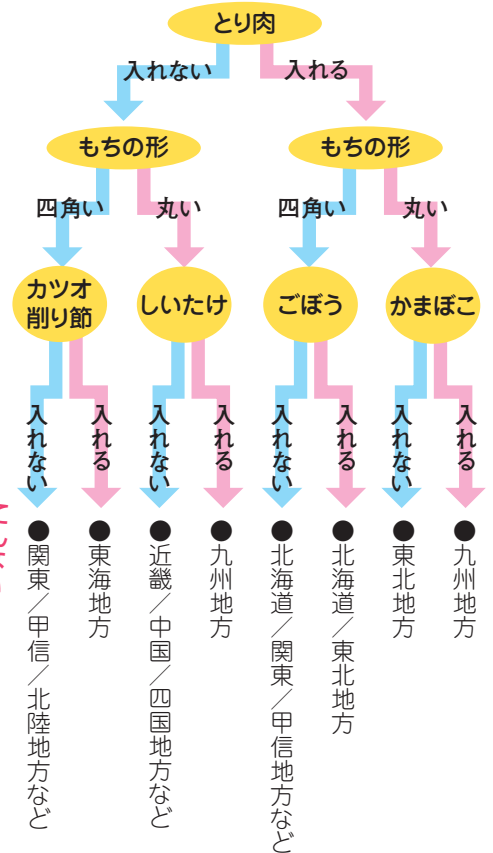 とり肉
入れない
入れる
もちの形
もちの形
四角い
丸い
四角い
丸い
カツオ
削り節
しいたけ
ごぼう
かまぼこ
入れない
入れる
入れない
入れる
入れない
入れる
入れない
入れる
●関東／甲信／北陸地方など
●東海地方
●近畿／中国／四国地方など
●九州地方
●北海道／関東／甲信地方など
●北海道／東北地方
●東北地方
●九州地方